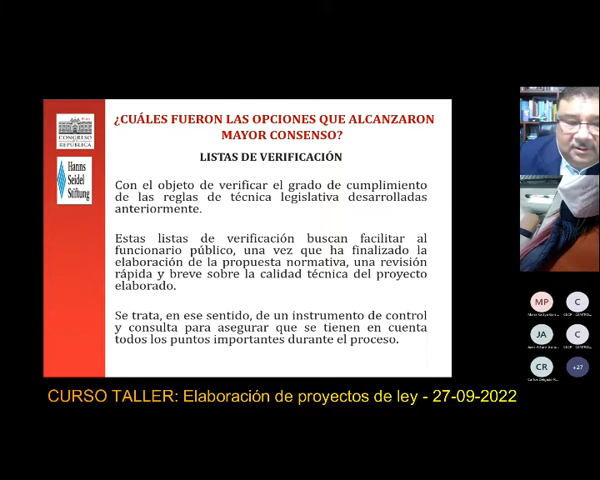 ¿CUÁLES FUERON LAS OPCIONES QUE ALCANZARON
MAYOR CONSENSO?
LISTAS DE VERIFICACIÓN
CONGRESO
REPÚBLICA
Hanns
Seidel
Stiftung
Con el objeto de verificar el grado de cumplimiento
de las reglas de técnica legislativa desarrolladas
anteriormente.
Estas listas de verificación buscan facilitar al
funcionario público, una vez que ha finalizado la
elaboración de la propuesta normativa, una revisión
rápida y breve sobre la calidad técnica del proyecto
elaborado.
Se trata, en ese sentido, de un instrumento de control
y consulta para asegurar que se tienen en cuenta
todos los puntos importantes durante el proceso.
MP
C
JA
C
CR
+27
CURSO TALLER: Elaboración de proyectos de ley - 27-09-2022